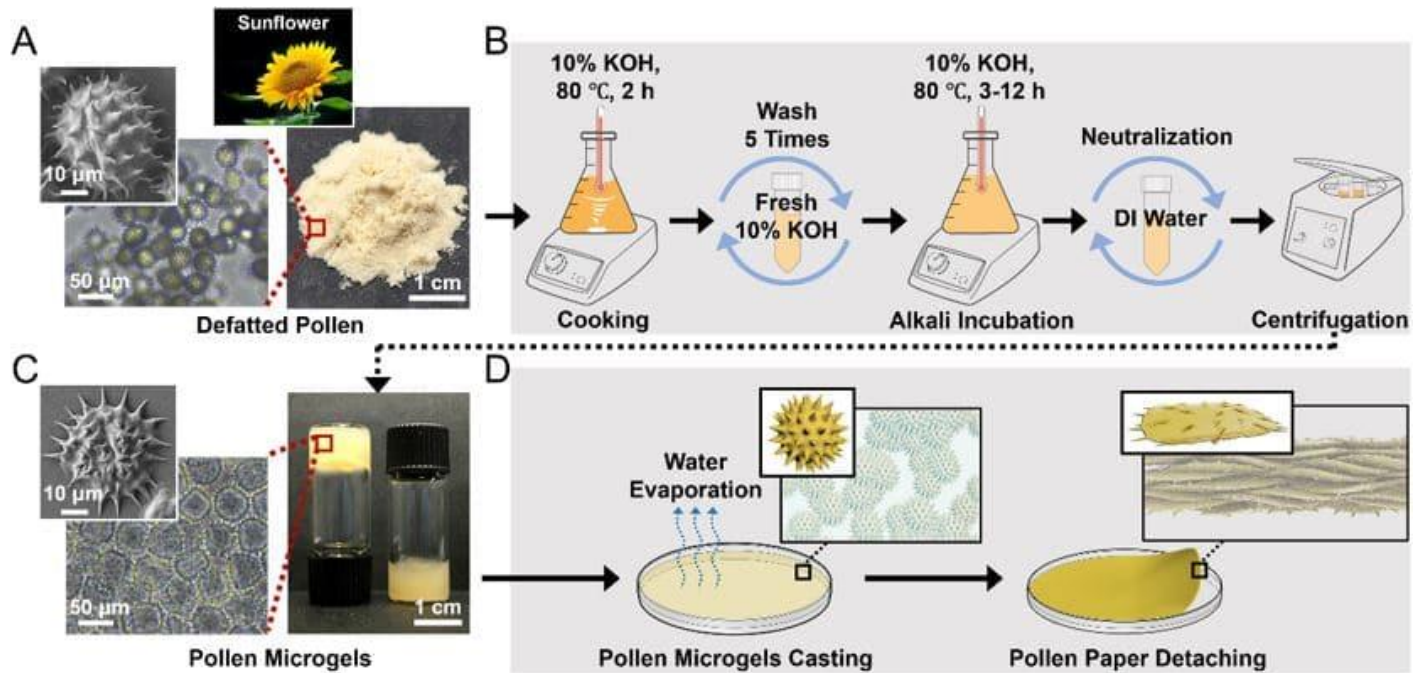 A
Sunflower
10 µm
50 µm
1 cm
Defatted Pollen
B
10% KOH,
80 ℃, 2 h
Wash
5 Times
Fresh
10% KOH
10% KOH,
80 ℃, 3-12 h
Neutralization
DI Water
Cooking
Alkali Incubation
Centrifugation
C
10 µm
50 µm
1 cm
Pollen Microgels
D
Water
Evaporation
Pollen Microgels Casting
Pollen Paper Detaching